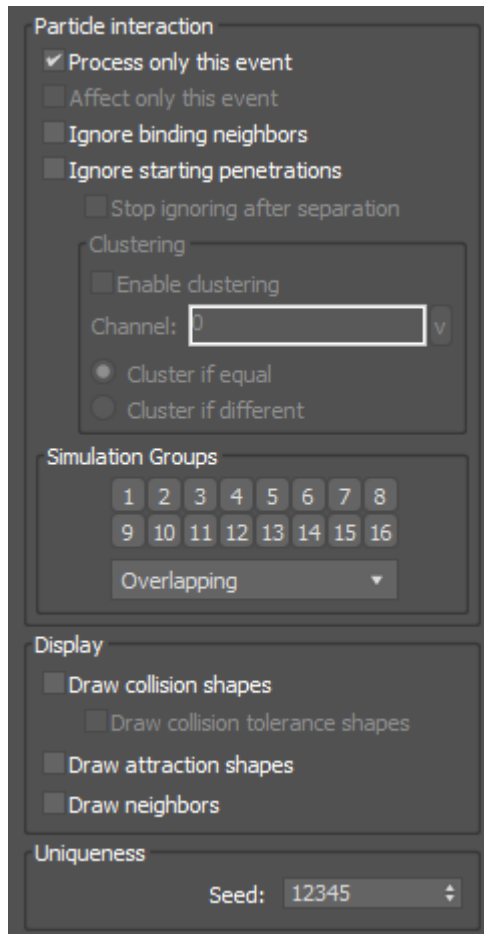 Particle interaction
Process only this event
Affect only this event
Ignore binding neighbors
Ignore starting penetrations
Stop ignoring after separation
Clustering
Enable clustering
Channel: 0 v
Cluster if equal
Cluster if different
Simulation Groups
1 2 3 4 5 6 7 8
9 10 11 12 13 14 15 16
Overlapping
Display
Draw collision shapes
Draw collision tolerance shapes
Draw attraction shapes
Draw neighbors
Uniqueness
Seed: 12345